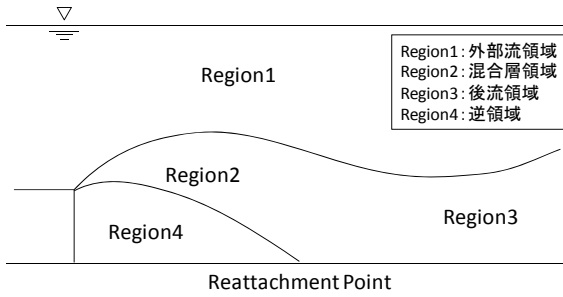 Region1：外部流領域
Region2：混合層領域
Region3：後流領域
Region4：逆領域
Region1
Region2
Region3
Region4
Reattachment Point